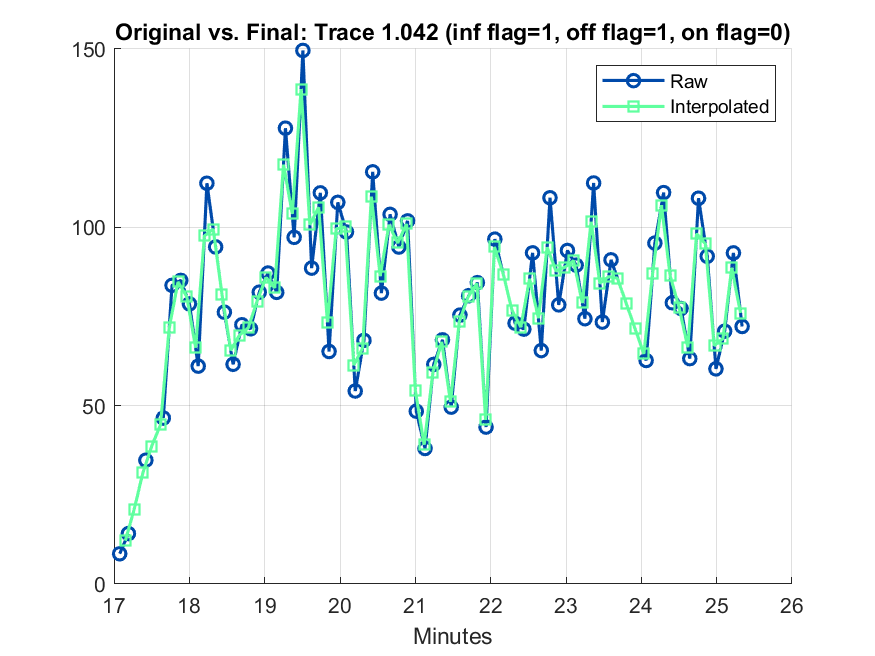 Original vs. Final: Trace 1.042 (inf flag=1, off flag=1, on flag=0)
150
100
50
0
Raw
Interpolated
17 18 19 20 21 22 23 24 25 26
Minutes